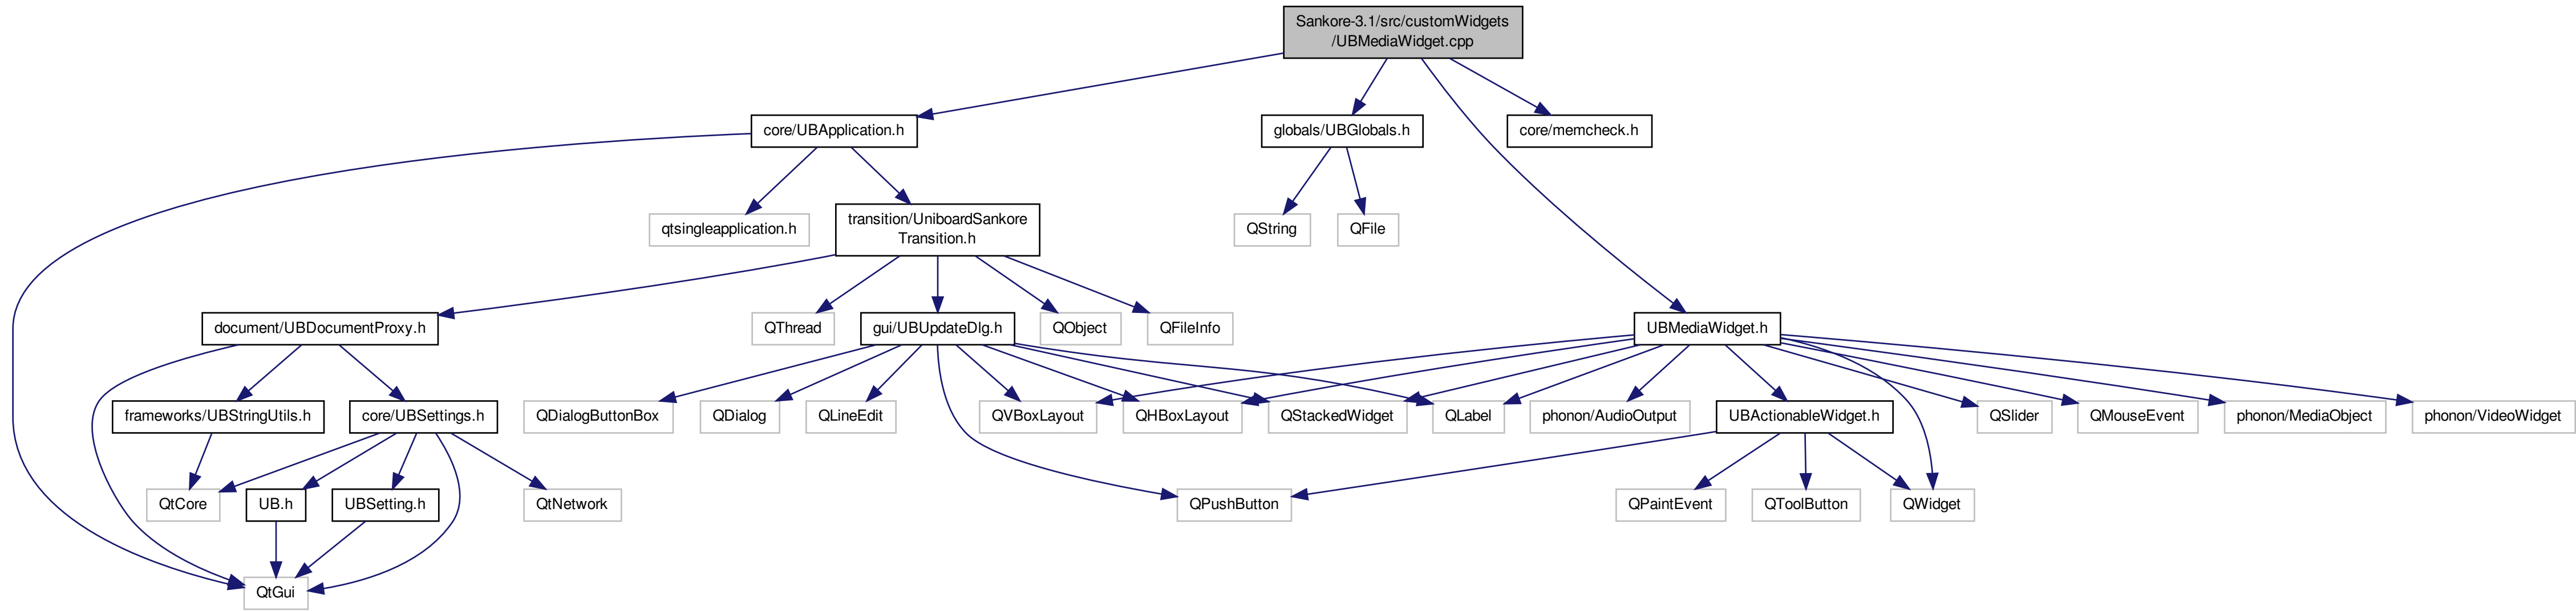 Sankore-3.1/src/customWidgets
/UBMediaWidget.cpp
core/UBApplication.h
globals/UBGlobals.h
core/memcheck.h
qtsingleapplication.h
transition/UniboardSankore
Transition.h
QString
QFile
document/UBDocumentProxy.h
QThread
gui/UBUpdateDlg.h
QObject
QFileInfo
UBMediaWidget.h
frameworks/UBStringUtils.h
core/UBSettings.h
QDialogButtonBox
QDialog
QLineEdit
QVBoxLayout
QHBoxLayout
QStackedWidget
QLabel
phonon/AudioOutput
UBActionableWidget.h
QSlider
QMouseEvent
phonon/MediaObject
phonon/VideoWidget
QtCore
UB.h
UBSetting.h
QtNetwork
QPushButton
QPaintEvent
QToolButton
QWidget
QtGui